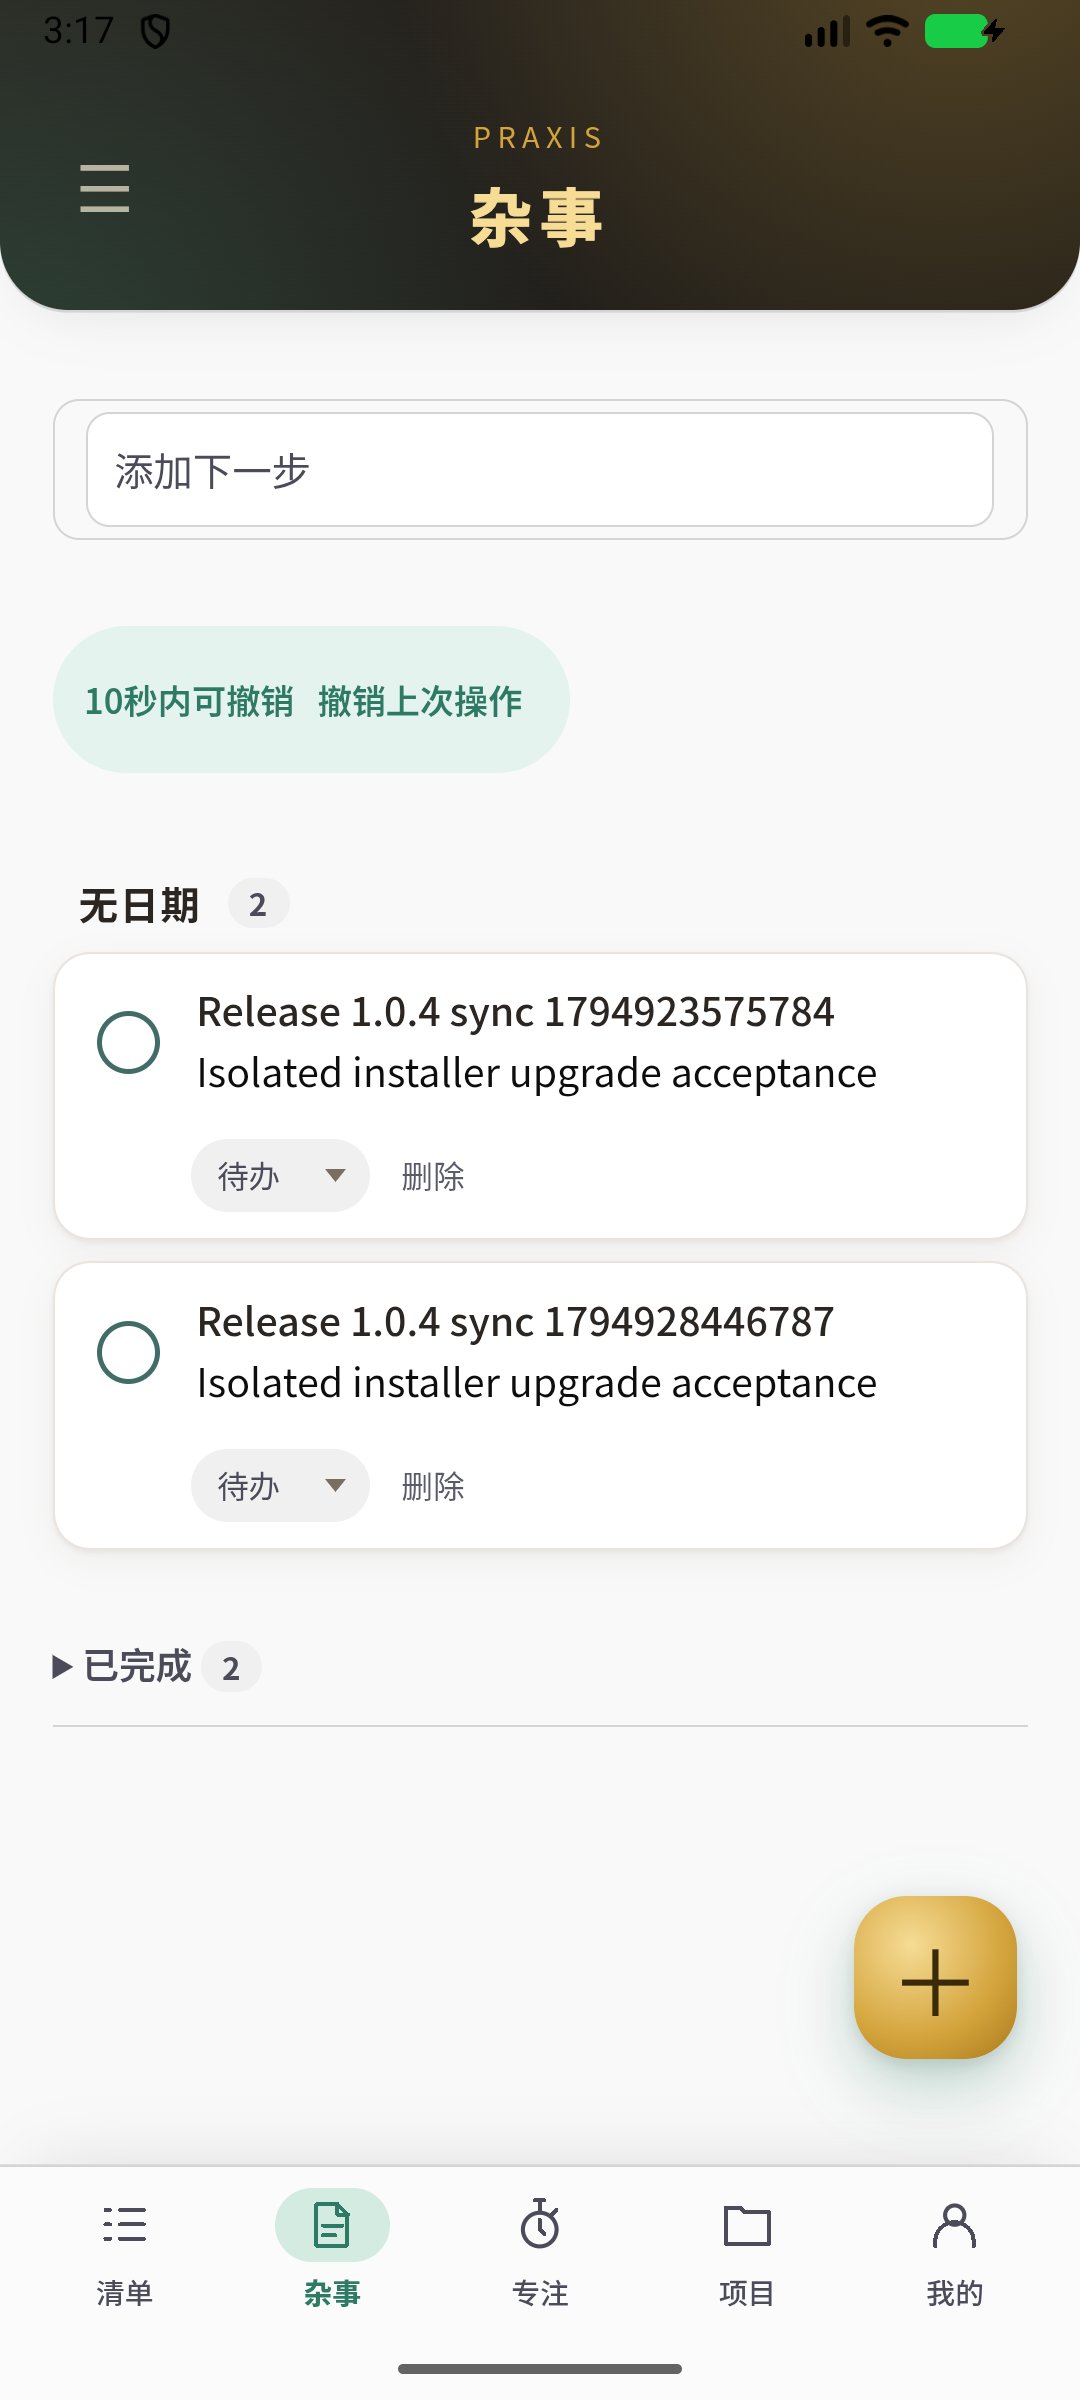 3:17
PRAXIS
杂事
添加下一步
10秒内可撤销 撤销上次操作
无日期 2
Release 1.0.4 sync 1794923575784
Isolated installer upgrade acceptance
待办 删除
Release 1.0.4 sync 1794928446787
Isolated installer upgrade acceptance
待办 删除
已完成 2
清单 杂事 专注 项目 我的